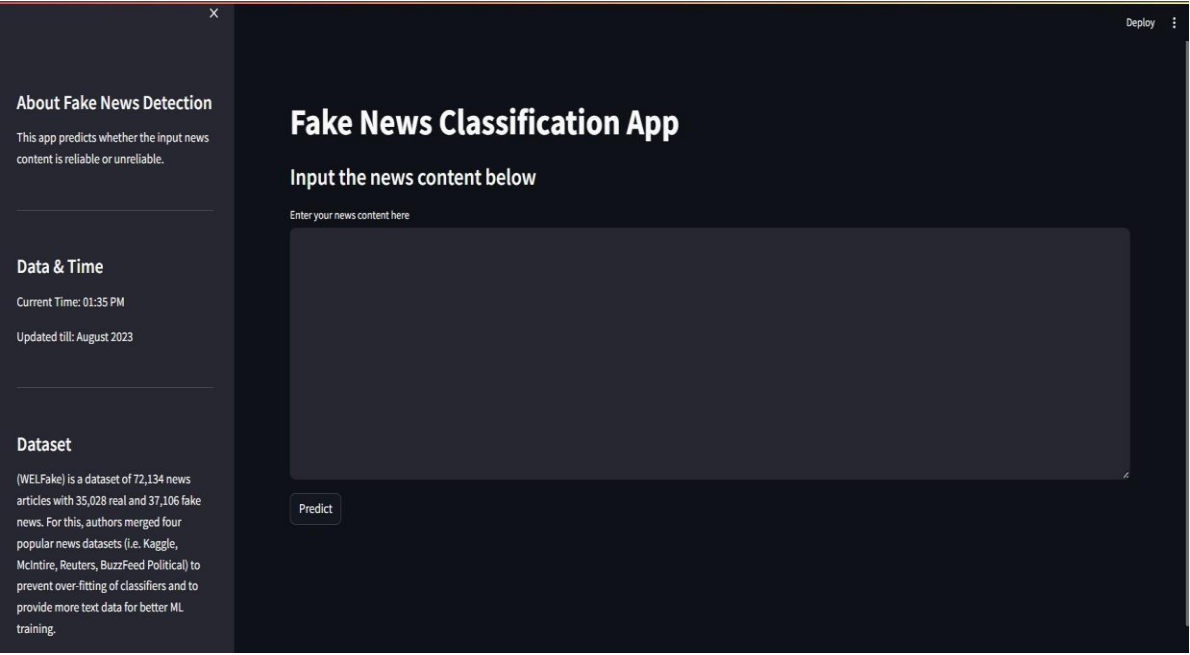 X
About Fake News Detection
This app predicts whether the input news
content is reliable or unreliable.
Data & Time
Current Time: 01:35 PM
Updated till: August 2023
Dataset
(WELFake) is a dataset of 72,134 news
articles with 35,028 real and 37,106 fake
news. For this, authors merged four
popular news datasets (i.e. Kaggle,
McIntire, Reuters, BuzzFeed Political) to
prevent over-fitting of classifiers and to
provide more text data for better ML
training.
Deploy
Fake News Classification App
Input the news content below
Enter your news content here
Predict